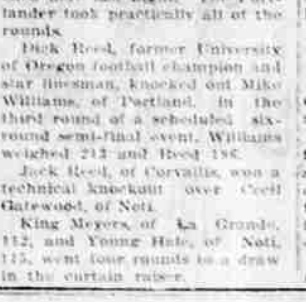 lander took practically all of the
rounds.
Dick Reed, former University
of Oregon football champion and
star linesman, knocked out Mike
Williams, of Portland, in the
third round of a scheduled six-
round semi-final event. Williams
weighed 212 and Reed 186.
Jack Reed, of Corvallis, won a
technical knockout over Cecil
Gatewood, of Noti.
King Meyers, of La Grande,
112, and Young Hale, of Noti,
115, went four rounds to a draw
in the curtain raiser.